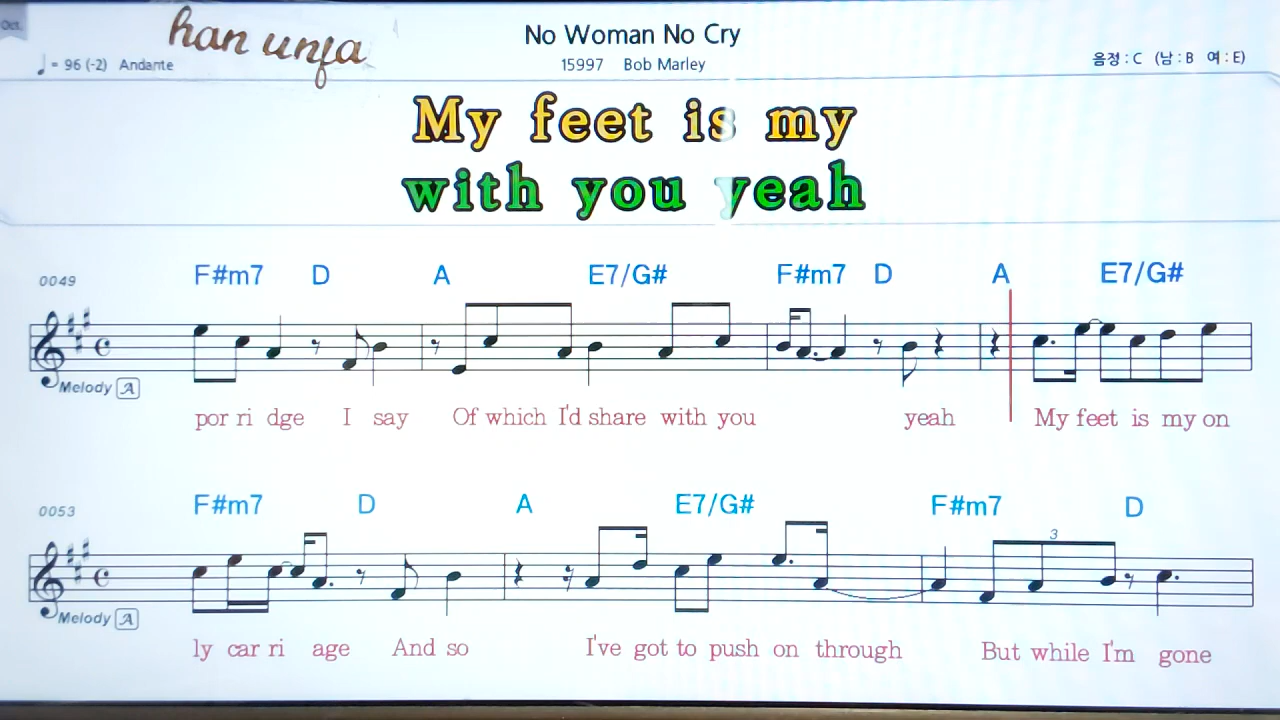 Oct.
han unja
No Woman No Cry
♩ = 96 (-2) Andante
15997 Bob Marley
음정 : C (남 : B 여 : E)
My feet is my
with you yeah
0049
F#m7 D A E7/G# F#m7 D A E7/G#
Melody A
por ri dge I say Of which I'd share with you yeah My feet is my on
0053
F#m7 D A E7/G# F#m7 D
3
Melody A
ly car ri age And so I've got to push on through But while I'm gone